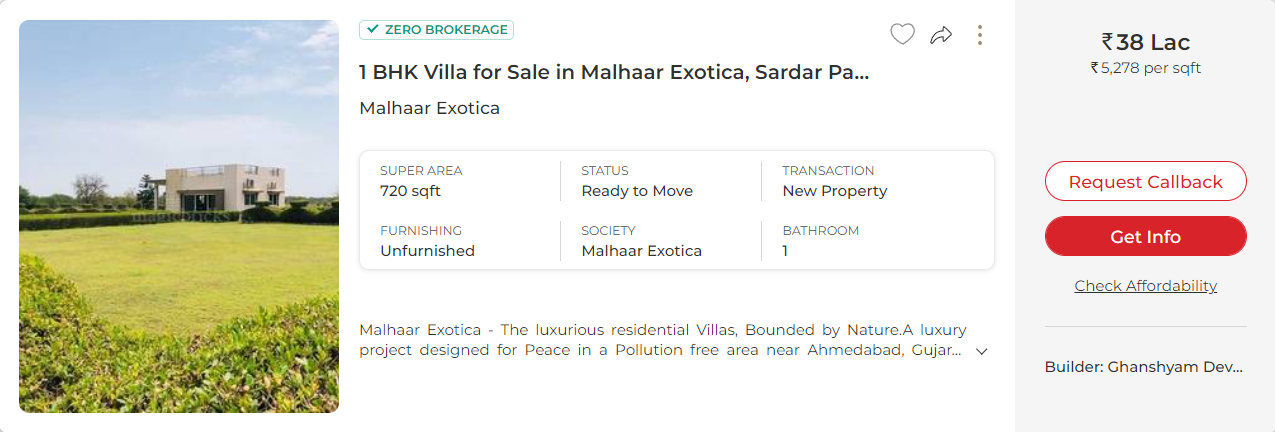 ZERO BROKERAGE
1 BHK Villa for Sale in Malhaar Exotica, Sardar Pa...
Malhaar Exotica
SUPER AREA
720 sqft
STATUS
Ready to Move
TRANSACTION
New Property
FURNISHING
Unfurnished
SOCIETY
Malhaar Exotica
BATHROOM
1
Malhaar Exotica - The luxurious residential Villas, Bounded by Nature.A luxury
project designed for Peace in a Pollution free area near Ahmedabad, Gujar...
₹38 Lac
₹5,278 per sqft
Request Callback
Get Info
Check Affordability
Builder: Ghanshyam Dev...